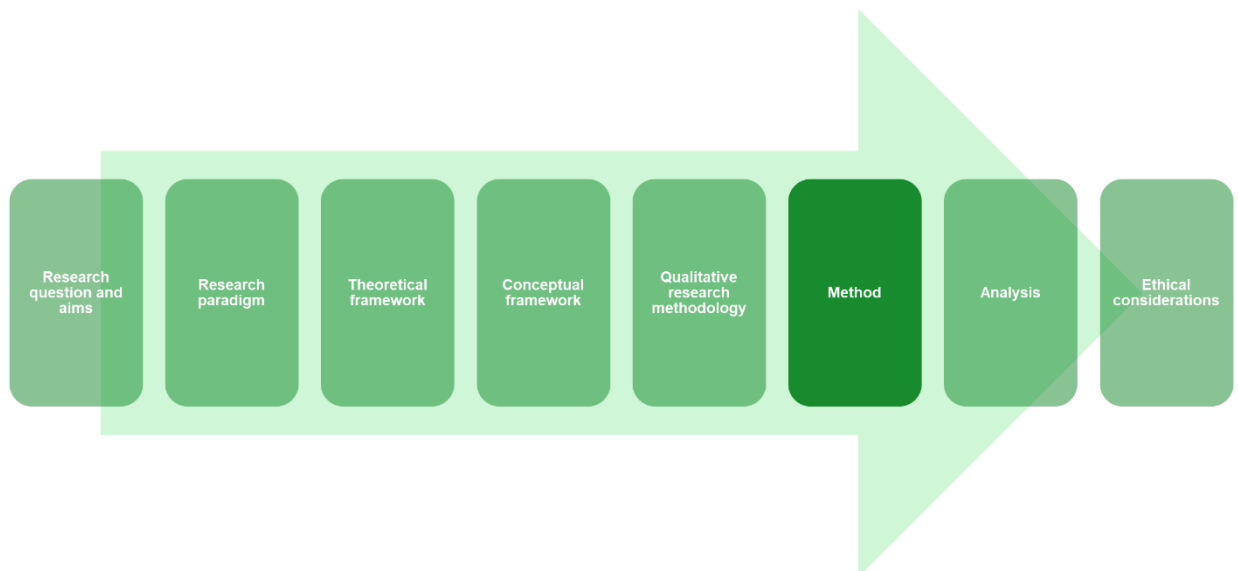 Research
question and
aims
Research
paradigm
Theoretical
framework
Conceptual
framework
Qualitative
research
methodology
Method
Analysis
Ethical
considerations